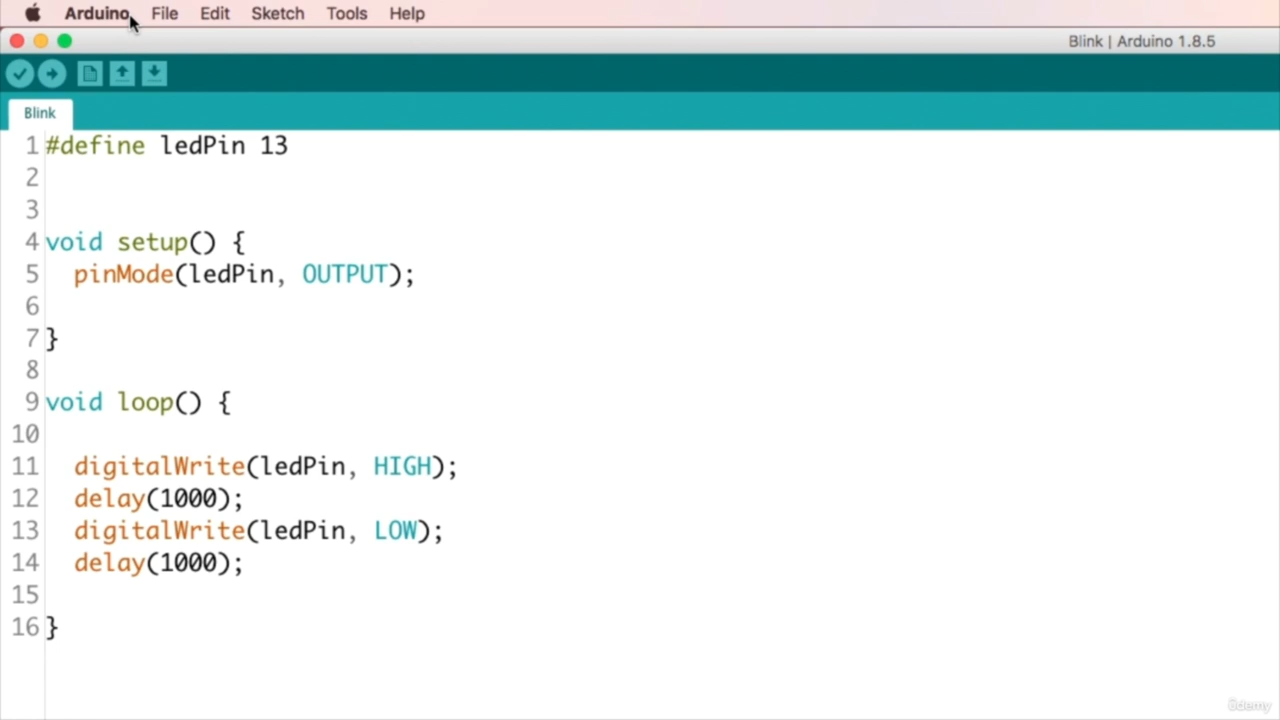 Arduino File Edit Sketch Tools Help
Blink | Arduino 1.8.5
Blink
1 #define ledPin 13
2
3
4 void setup() {
5   pinMode(ledPin, OUTPUT);
6
7 }
8
9 void loop() {
10
11   digitalWrite(ledPin, HIGH);
12   delay(1000);
13   digitalWrite(ledPin, LOW);
14   delay(1000);
15
16 }
ûdemy